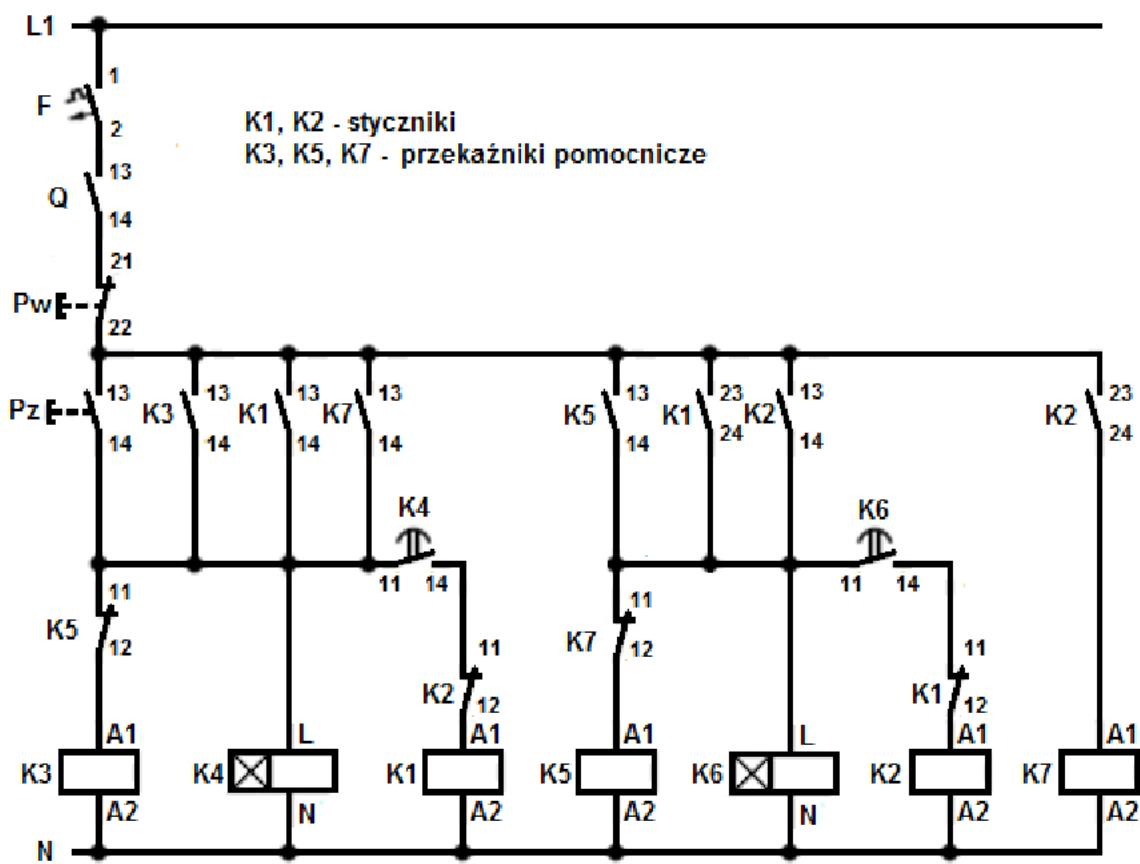 L1
1
F
2
K1, K2 - styczniki
K3, K5, K7 - przekaźniki pomocnicze
13
Q
14
21
Pw
22
Pz 13 14
K3 13 14
K1 13 14
K7 13 14
K5 13 14
K1 23 24
K2 13 14
K2 23 24
K4
11 14
K6
11 14
K5 11 12
K7 11 12
K2 11 12
K1 11 12
K3 A1 A2
K4 L N
K1 A1 A2
K5 A1 A2
K6 L N
K2 A1 A2
K7 A1 A2
N